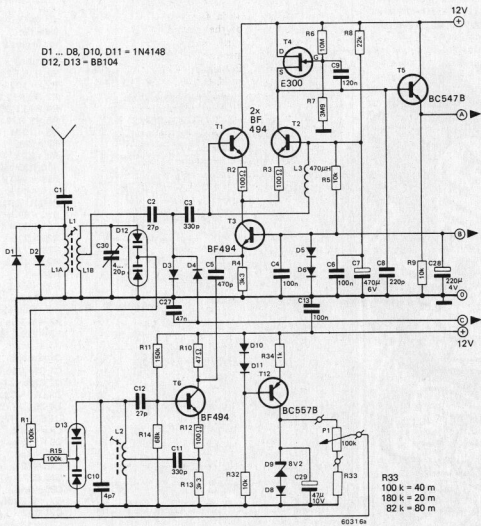 12V
D1 ... D8, D10, D11 = 1N4148
D12, D13 = BB104
T4
R6
10M
R8
22k
D
G
S
E300
C9
120n
T5
BC547B
A
2x
BF
494
R7
3M9
T1
T2
R2
100Ω
R3
100Ω
L3
470µH
R5
10k
C1
1n
C2
27p
C3
330p
L1
D12
T3
BF494
B
D1
D2
L1A
L1B
C30
4...
20p
D3
D4
C5
470p
R4
3k3
C4
100n
D5
D6
C6
100n
C7
470µ
6V
C8
220p
R9
10k
C28
220µ
4V
0
C27
47n
C13
100n
C
12V
R11
150k
R10
47Ω
D10
D11
R34
1k
T12
BC557B
C12
27p
T6
BF494
R1
100k
D13
R15
100k
L2
R14
68k
R12
100Ω
C11
330p
C10
4p7
R13
3k3
R32
10k
D9
8V2
D8
C29
47µ
10V
P1
100k
R33
R33
100 k = 40 m
180 k = 20 m
82 k = 80 m
60316a